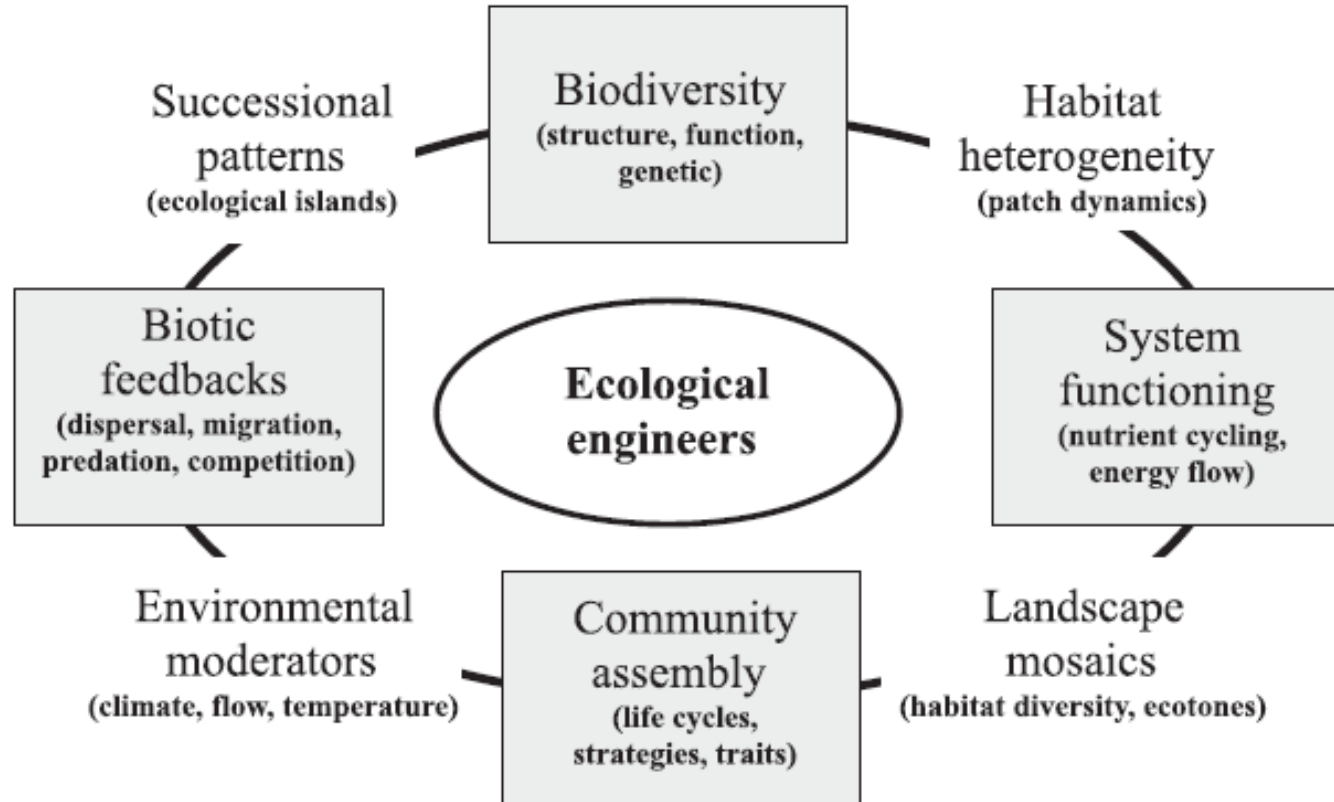 Biodiversity
(structure, function,
genetic)
Successional
patterns
(ecological islands)
Habitat
heterogeneity
(patch dynamics)
Biotic
feedbacks
(dispersal, migration,
predation, competition)
Ecological
engineers
System
functioning
(nutrient cycling,
energy flow)
Environmental
moderators
(climate, flow, temperature)
Community
assembly
(life cycles,
strategies, traits)
Landscape
mosaics
(habitat diversity, ecotones)